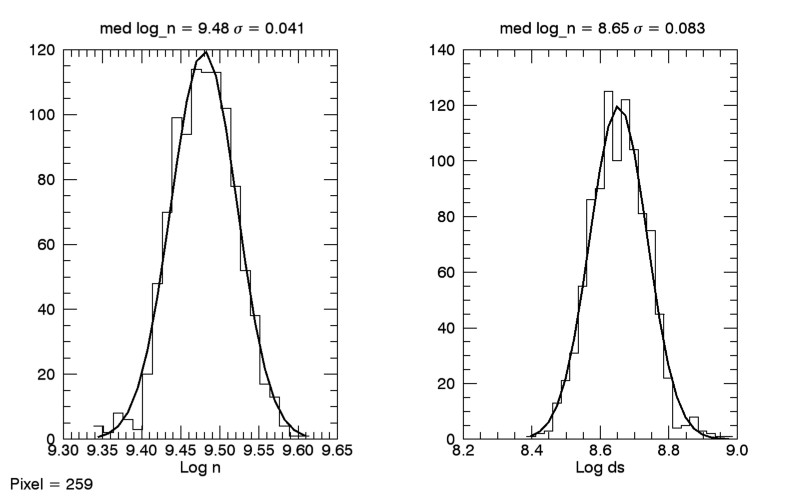 med log_n = 9.48 σ = 0.041
med log_n = 8.65 σ = 0.083
120
100
80
60
40
20
0
9.30 9.35 9.40 9.45 9.50 9.55 9.60 9.65
Log n
140
120
100
80
60
40
20
0
8.2 8.4 8.6 8.8 9.0
Log ds
Pixel = 259